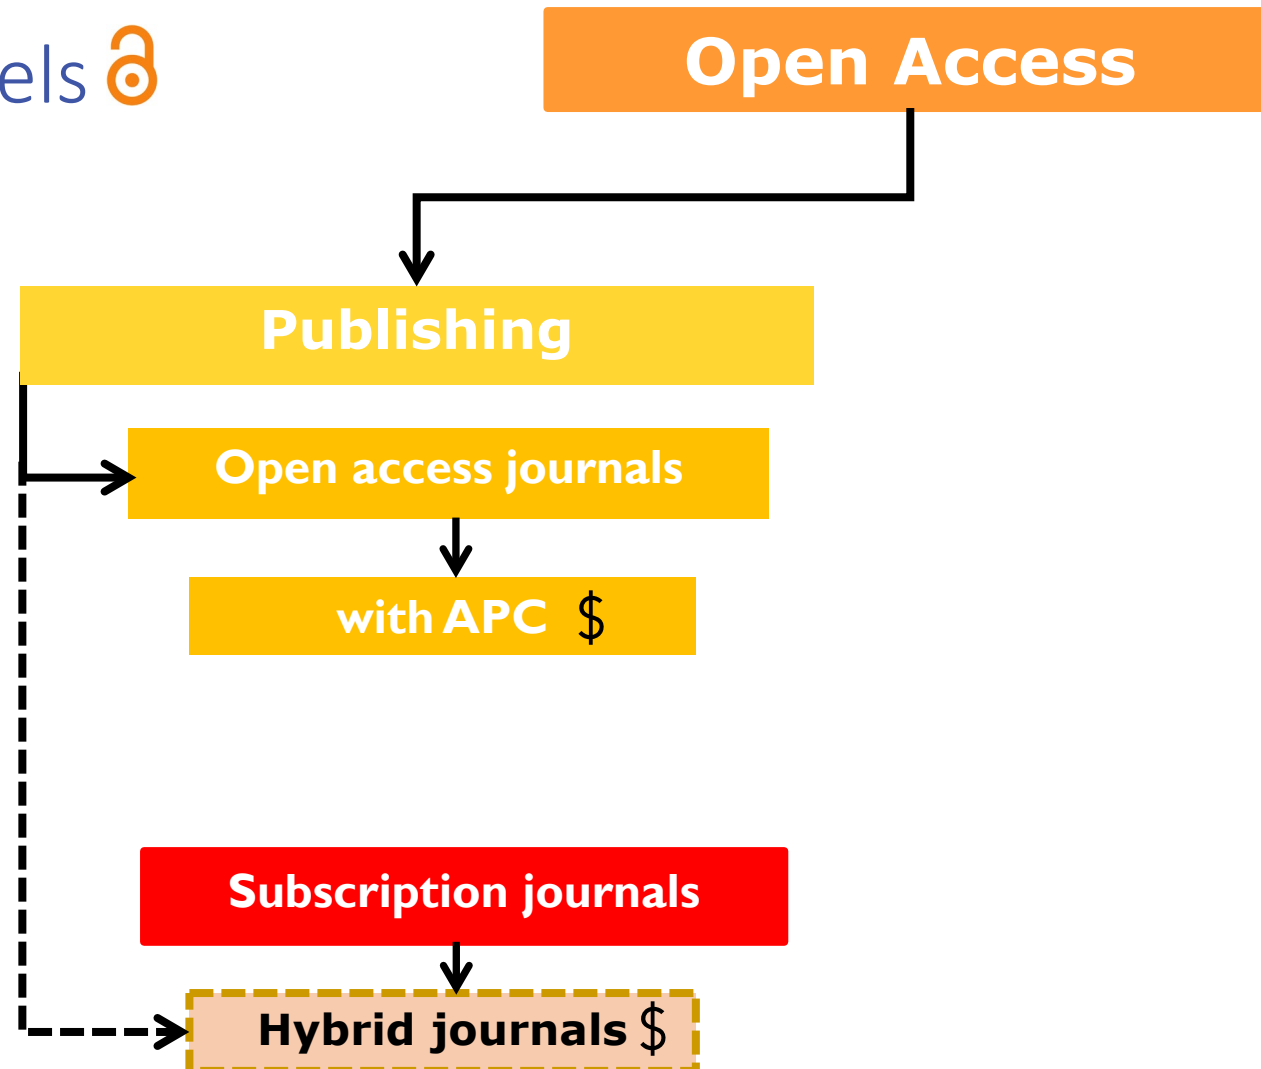 els
Open Access
Publishing
Open access journals
with APC $
Subscription journals
Hybrid journals $